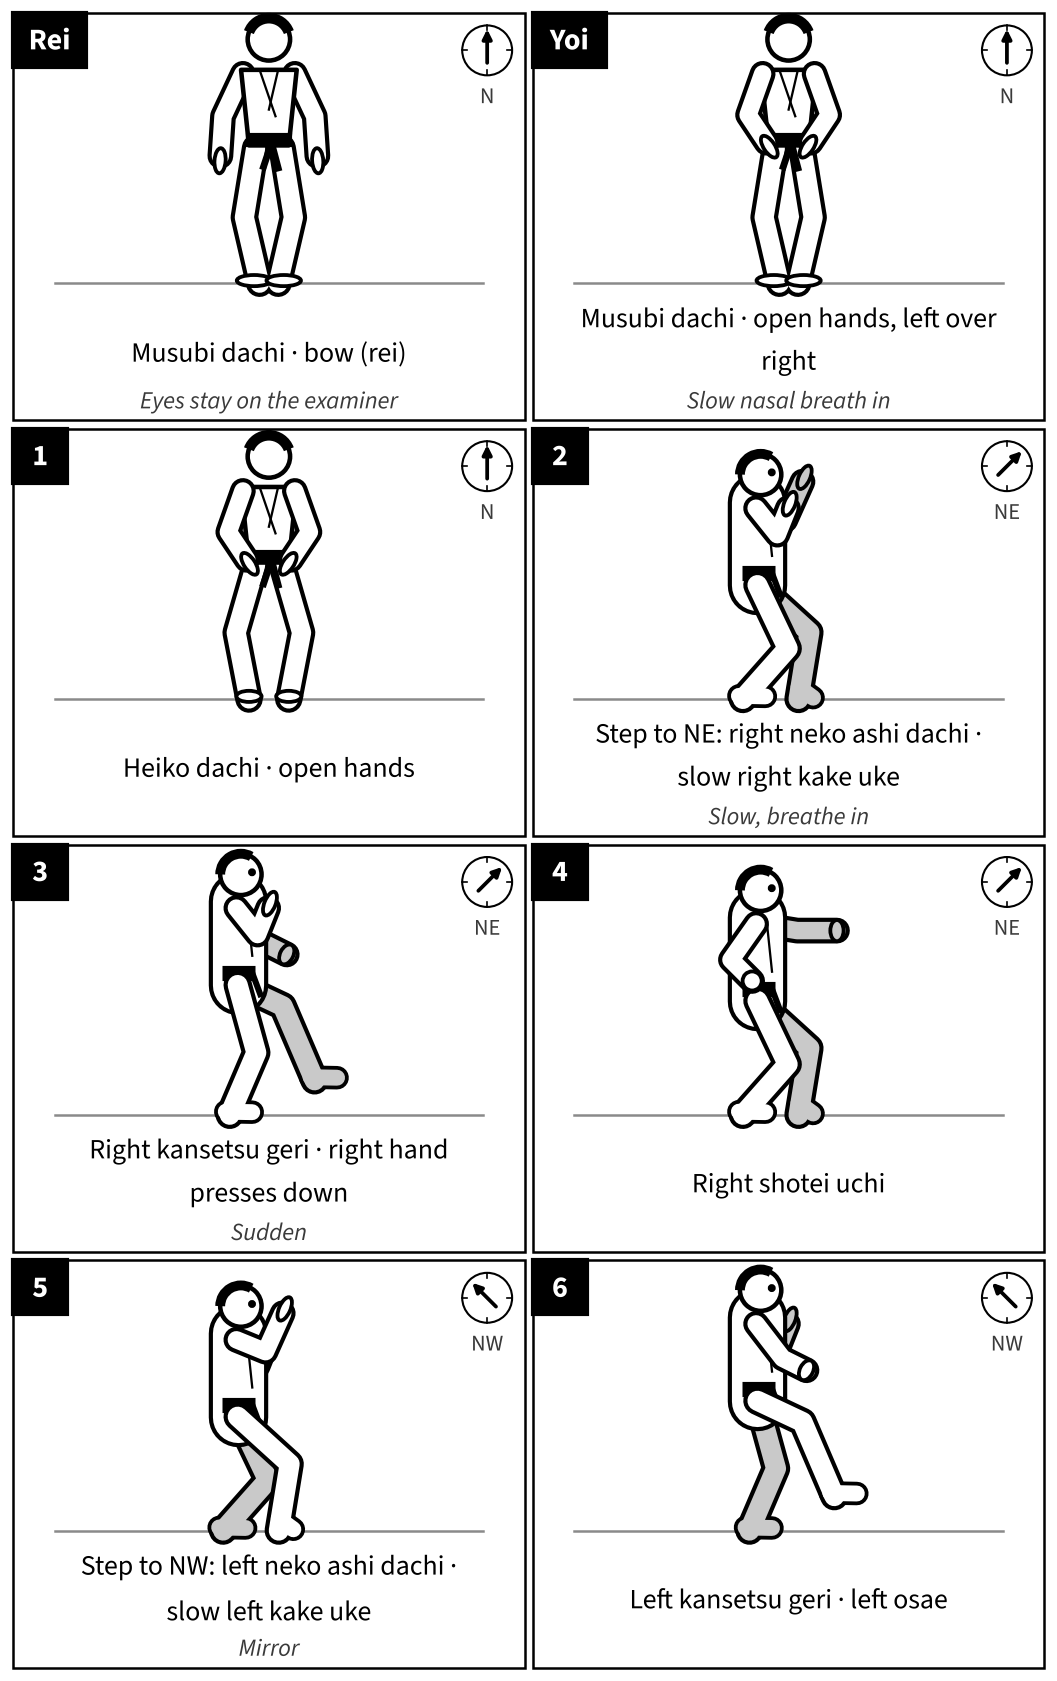 Rei
N
Musubi dachi · bow (rei)
Eyes stay on the examiner
Yoi
N
Musubi dachi · open hands, left over
right
Slow nasal breath in
1
N
Heiko dachi · open hands
2
NE
Step to NE: right neko ashi dachi ·
slow right kake uke
Slow, breathe in
3
NE
Right kansetsu geri · right hand
presses down
Sudden
4
NE
Right shotei uchi
5
NW
Step to NW: left neko ashi dachi ·
slow left kake uke
Mirror
6
NW
Left kansetsu geri · left osae